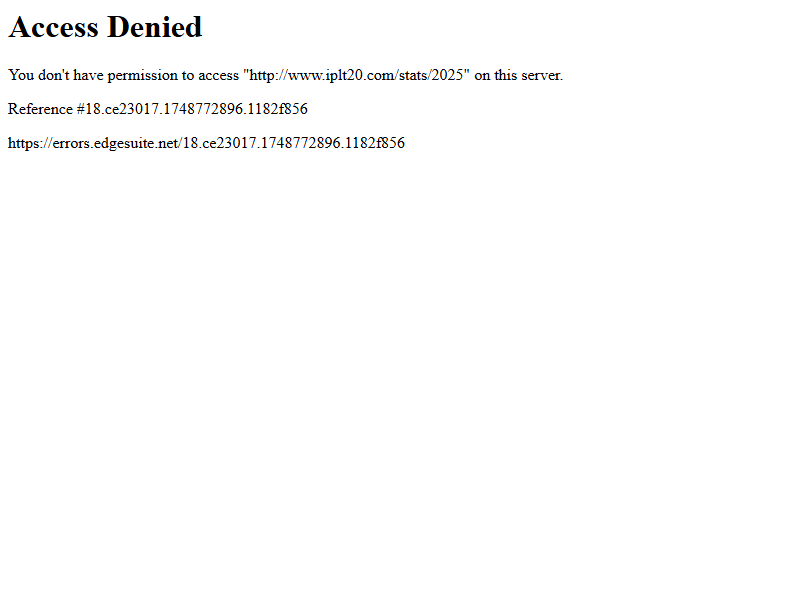 Access Denied
You don't have permission to access "http://www.iplt20.com/stats/2025" on this server.
Reference #18.ce23017.1748772896.1182f856
https://errors.edgesuite.net/18.ce23017.1748772896.1182f856